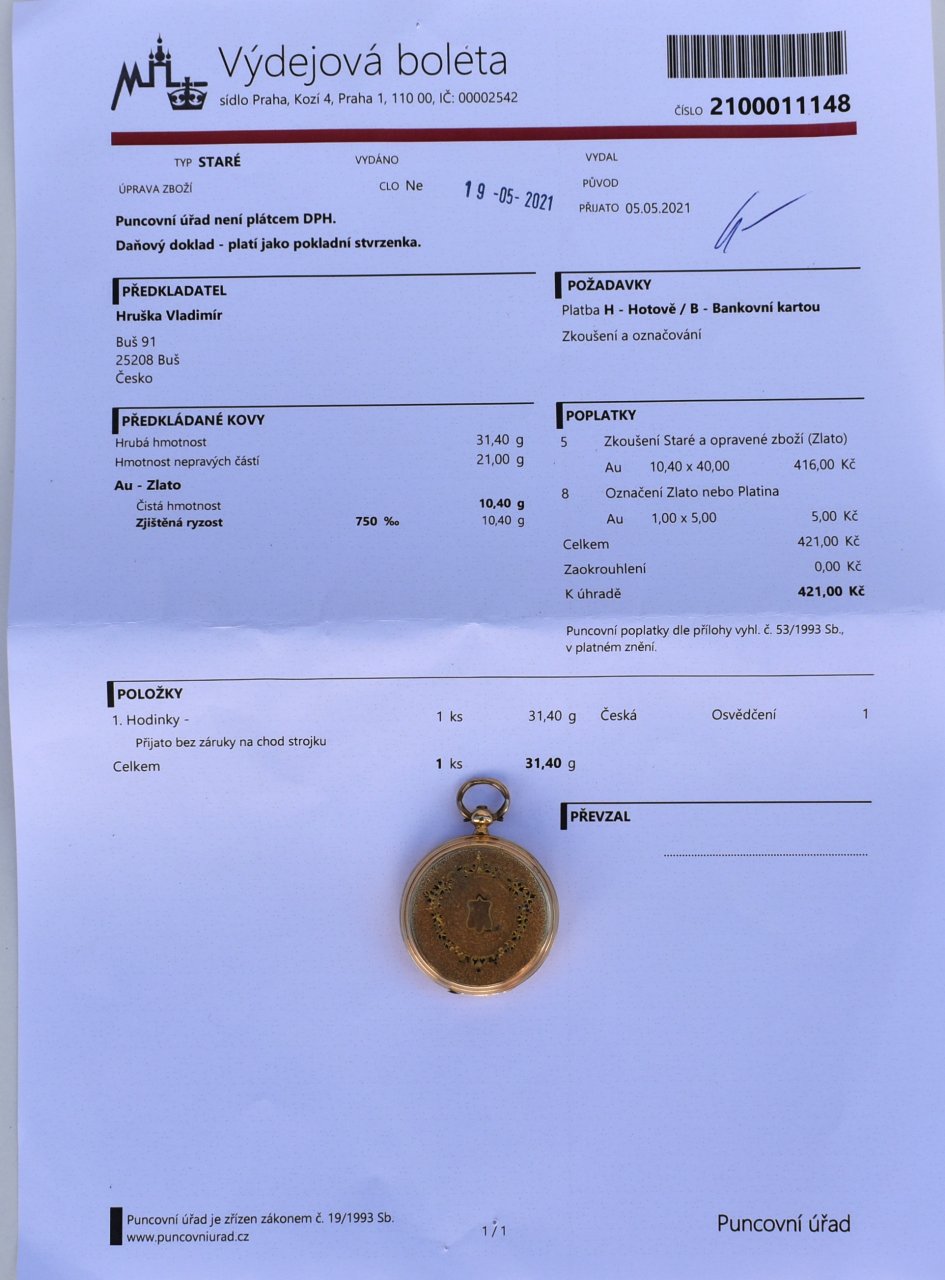 Výdejová boleta
sídlo Praha, Kozí 4, Praha 1, 110 00, IČ: 00002542
ČÍSLO 2100011148
TYP STARÉ
VYDÁNO
VYDAL
ÚPRAVA ZBOŽÍ
CLO Ne
19-05-2021
PŮVOD
PŘIJATO 05.05.2021
Puncovní úřad není plátcem DPH.
Daňový doklad - platí jako pokladní stvrzenka.
PŘEDKLADATEL
Hruška Vladimír
Buš 91
25208 Buš
Česko
POŽADAVKY
Platba H - Hotově / B - Bankovní kartou
Zkoušení a označování
PŘEDKLÁDANÉ KOVY
Hrubá hmotnost 31,40 g
Hmotnost nepravých částí 21,00 g
Au - Zlato
Čistá hmotnost 10,40 g
Zjištěná ryzost 750 ‰ 10,40 g
POPLATKY
5 Zkoušení Staré a opravené zboží (Zlato)
Au 10,40 x 40,00 416,00 Kč
8 Označení Zlato nebo Platina
Au 1,00 x 5,00 5,00 Kč
Celkem 421,00 Kč
Zaokrouhlení 0,00 Kč
K úhradě 421,00 Kč
Puncovní poplatky dle přílohy vyhl. č. 53/1993 Sb.,
v platném znění.
POLOŽKY
1. Hodinky - 1 ks 31,40 g Česká Osvědčení 1
Přijato bez záruky na chod strojku
Celkem 1 ks 31,40 g
PŘEVZAL
Puncovní úřad je zřízen zákonem č. 19/1993 Sb.
www.puncovniurad.cz
1/1
Puncovní úřad